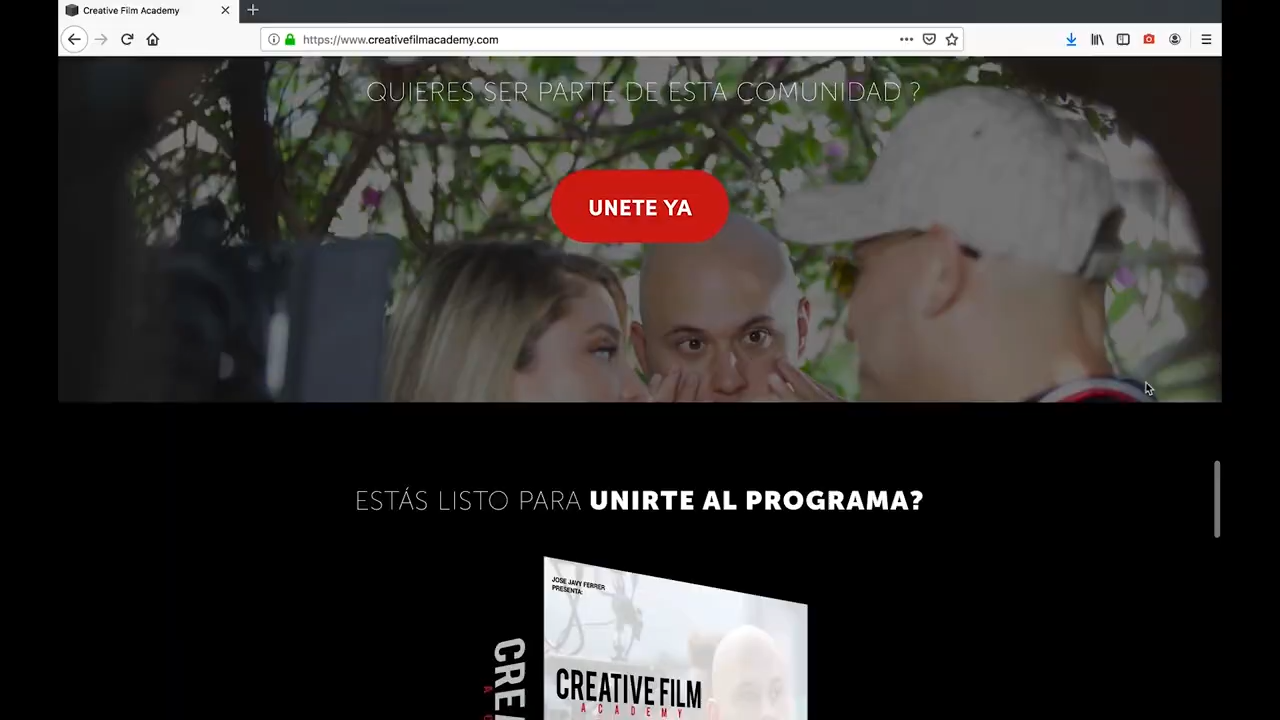 Creative Film Academy
https://www.creativefilmacademy.com
QUIERES SER PARTE DE ESTA COMUNIDAD ?
UNETE YA
ESTÁS LISTO PARA UNIRTE AL PROGRAMA?
JOSE JAVY FERRER
PRESENTA:
CREATIVE FILM
ACADEMY